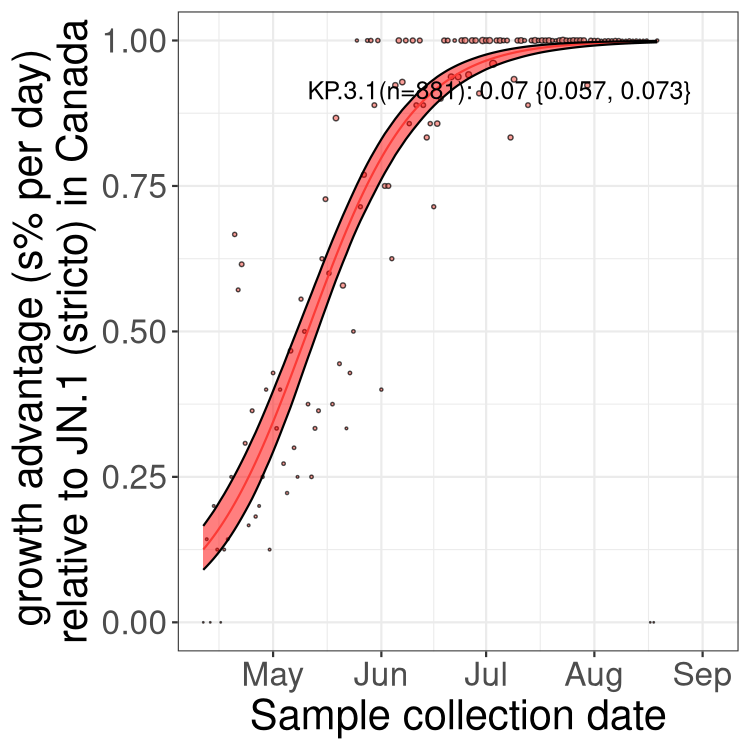 growth advantage (s% per day)
relative to JN.1 (stricto) in Canada
1.00
0.75
0.50
0.25
0.00
KP.3.1(n=881): 0.07 {0.057, 0.073}
May Jun Jul Aug Sep
Sample collection date